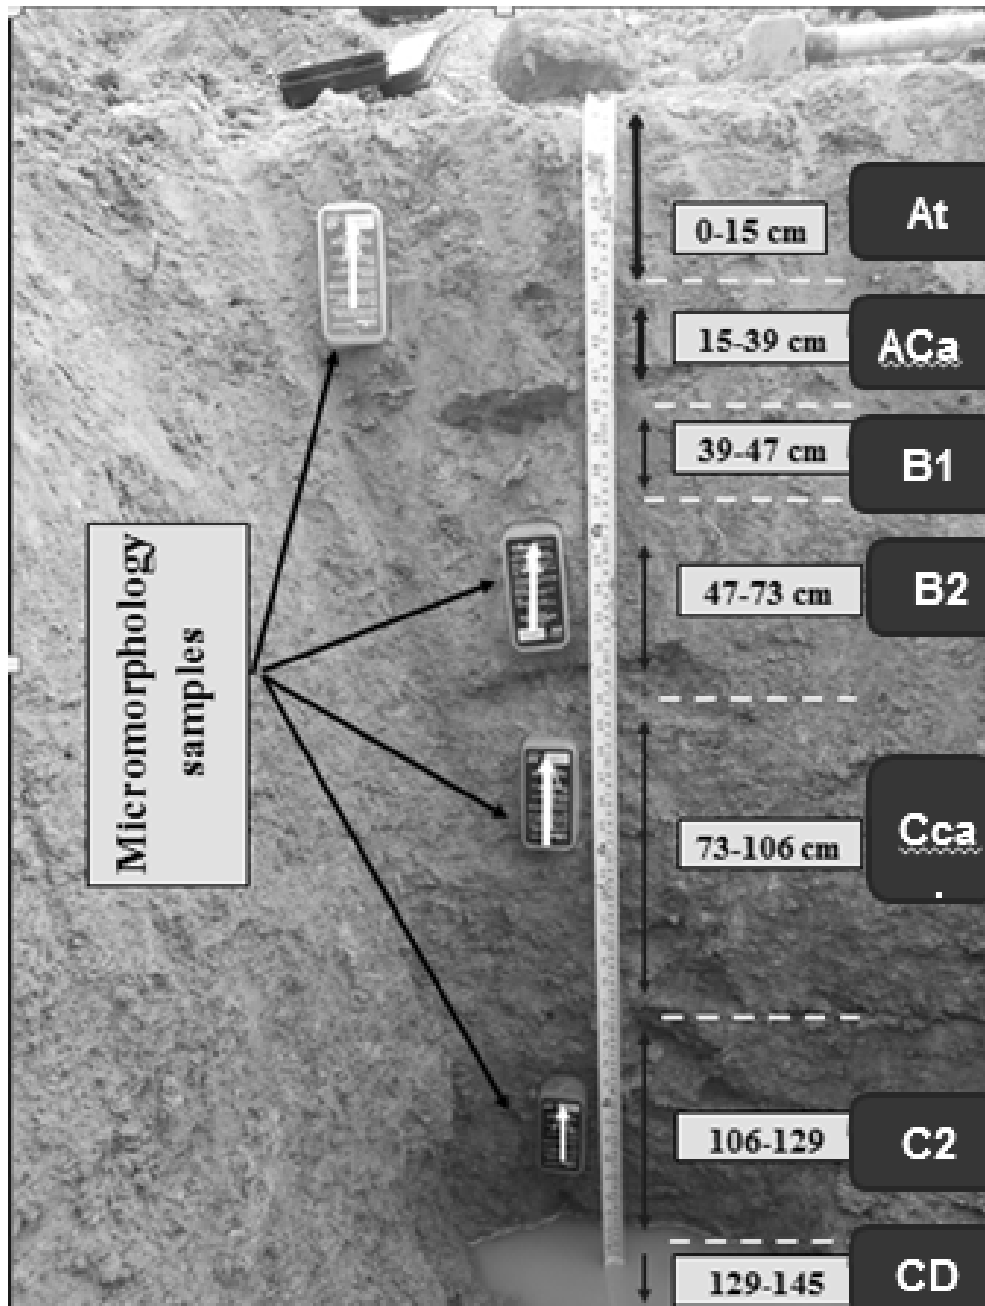 At
0-15 cm
15-39 cm
ACa
39-47 cm
B1
47-73 cm
B2
Micromorphology
samples
73-106 cm
Cca
.
106-129
C2
129-145
CD